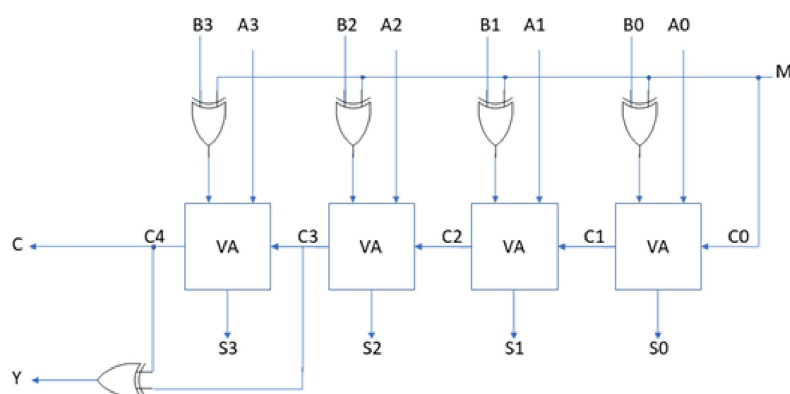 B3 A3 B2 A2 B1 A1 B0 A0
M
C C4 VA C3 VA C2 VA C1 VA C0
S3 S2 S1 S0
Y